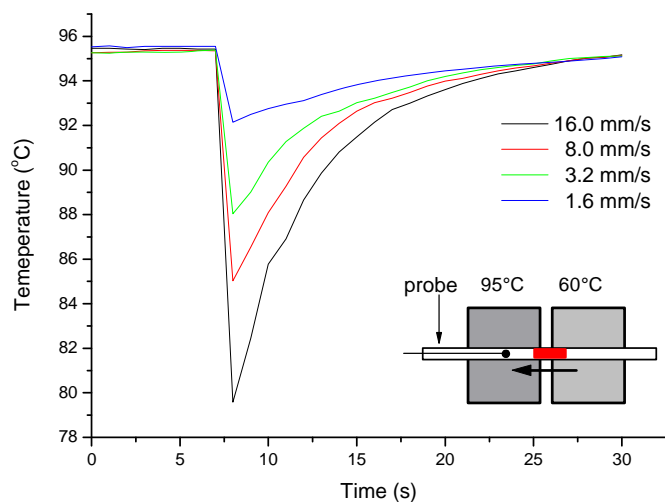 96
94
92
90
88
86
84
82
80
78
Temeperature (°C)
0
5
10
15
20
25
30
Time (s)
16.0 mm/s
8.0 mm/s
3.2 mm/s
1.6 mm/s
probe
95°C
60°C